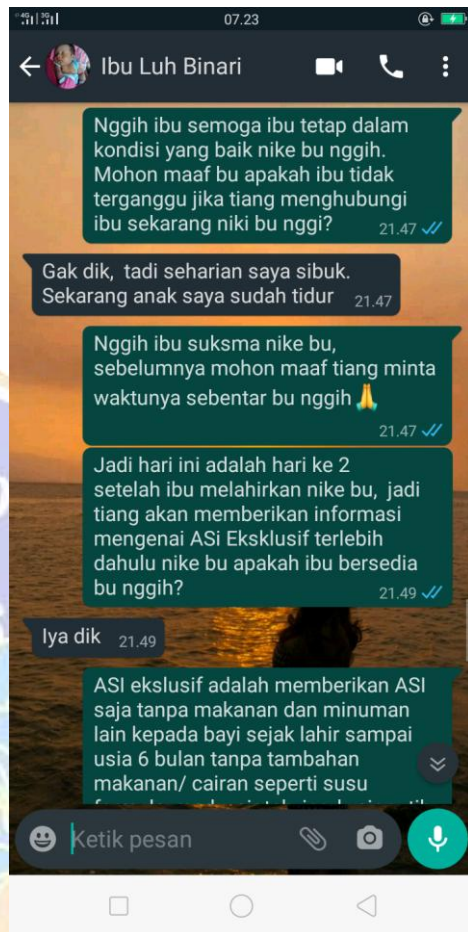 4G 3G
07.23
Ibu Luh Binari
Nggih ibu semoga ibu tetap dalam
kondisi yang baik nike bu nggih.
Mohon maaf bu apakah ibu tidak
terganggu jika tiang menghubungi
ibu sekarang niki bu nggi?
21.47
Gak dik, tadi seharian saya sibuk.
Sekarang anak saya sudah tidur
21.47
Nggih ibu suksma nike bu,
sebelumnya mohon maaf tiang minta
waktunya sebentar bu nggih 🙏
21.47
Jadi hari ini adalah hari ke 2
setelah ibu melahirkan nike bu, jadi
tiang akan memberikan informasi
mengenai ASi Eksklusif terlebih
dahulu nike bu apakah ibu bersedia
bu nggih?
21.49
Iya dik 21.49
ASI ekslusif adalah memberikan ASI
saja tanpa makanan dan minuman
lain kepada bayi sejak lahir sampai
usia 6 bulan tanpa tambahan
makanan/ cairan seperti susu
Ketik pesan